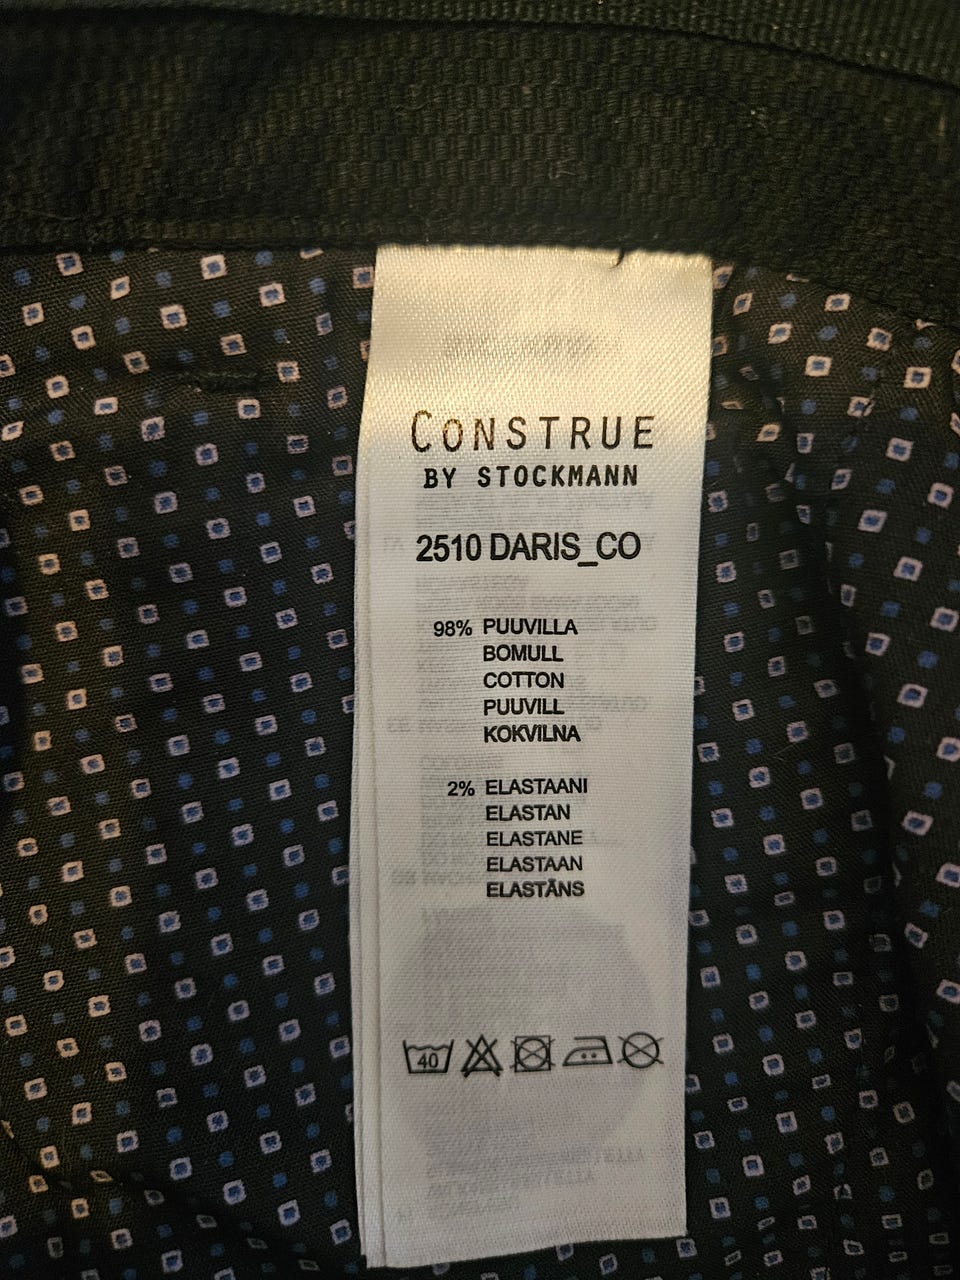 CONSTRUE
BY STOCKMANN
2510 DARIS_CO
98% PUUVILLA
BOMULL
COTTON
PUUVILL
KOKVILNA
2% ELASTAANI
ELASTAN
ELASTANE
ELASTAAN
ELASTĀNS
40